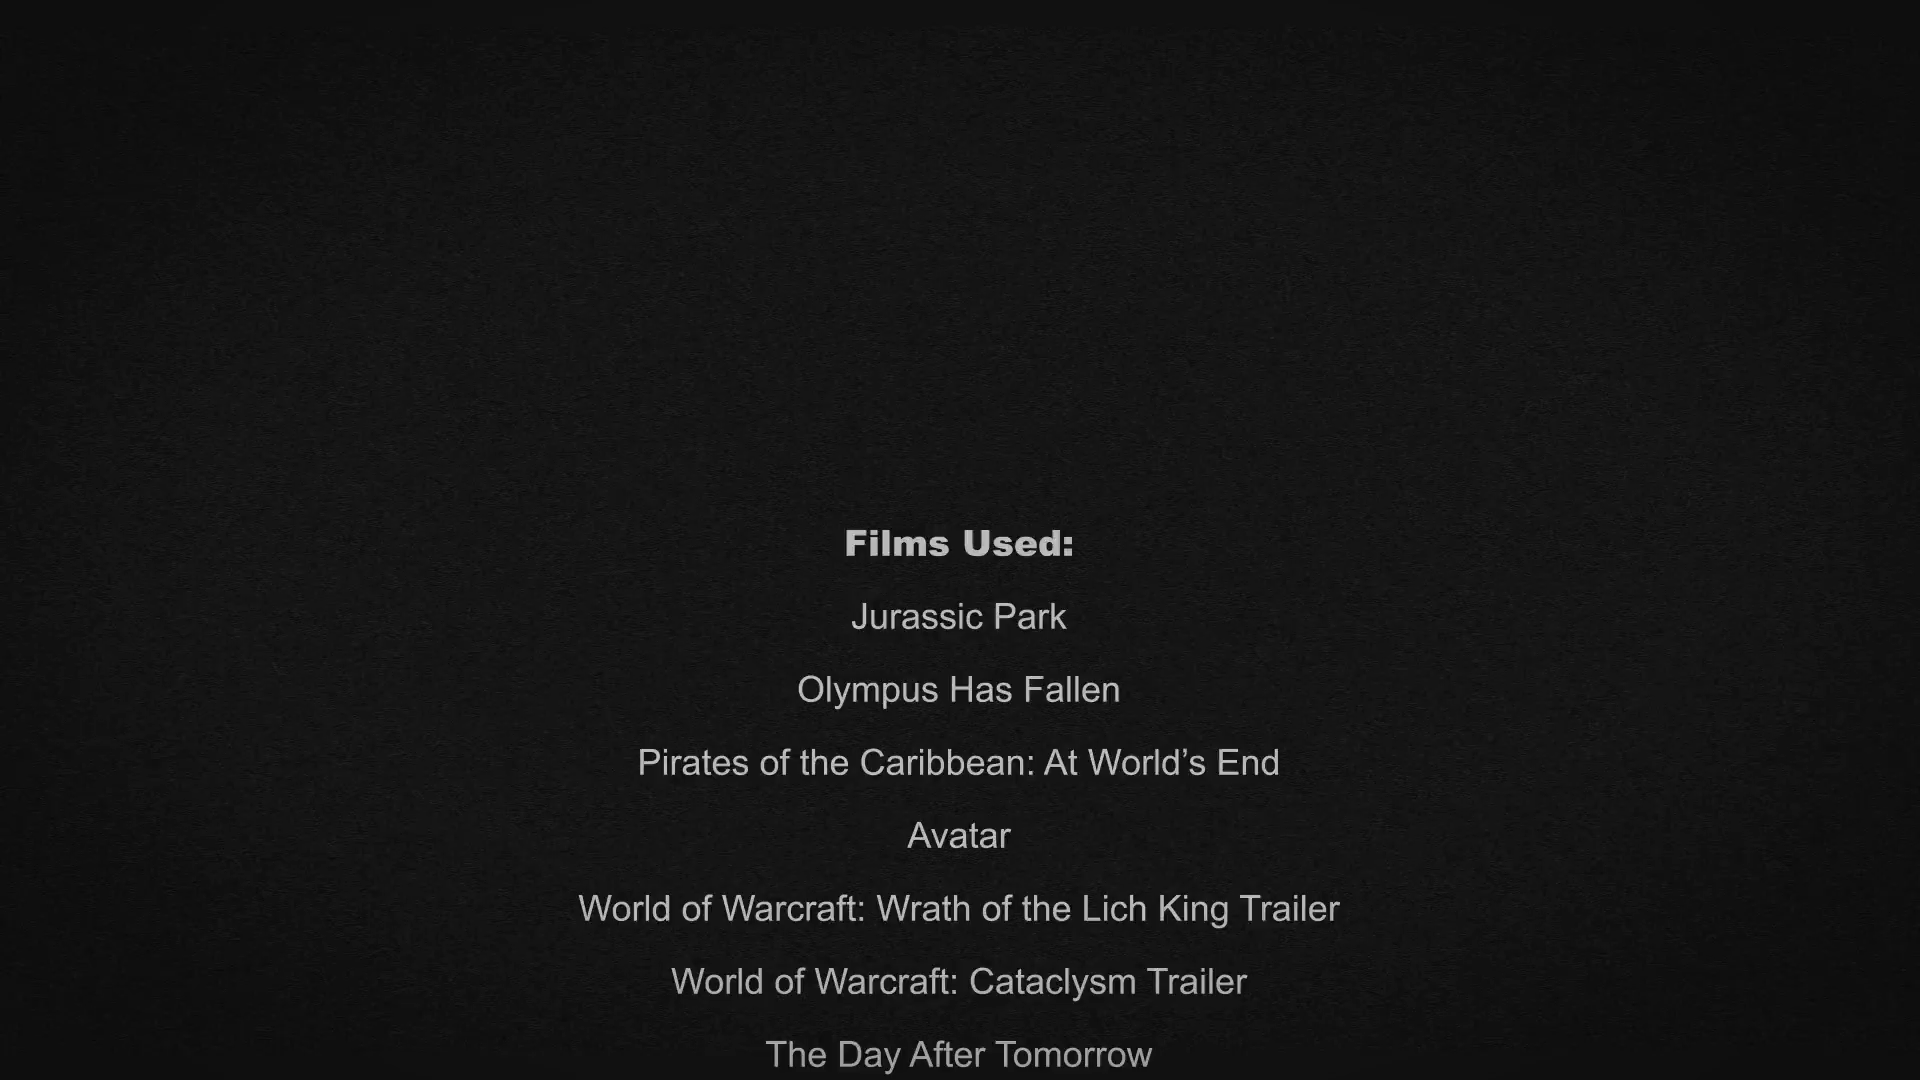 Films Used:
Jurassic Park
Olympus Has Fallen
Pirates of the Caribbean: At World’s End
Avatar
World of Warcraft: Wrath of the Lich King Trailer
World of Warcraft: Cataclysm Trailer
The Day After Tomorrow